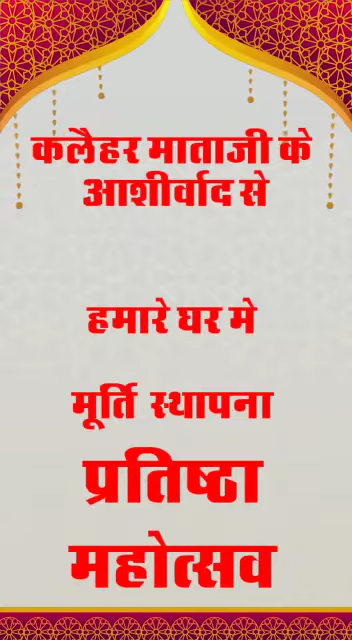 कलैहर माताजी के
आशीर्वाद से
हमारे घर मे
मूर्ति स्थापना
प्रतिष्ठा
महोत्सव